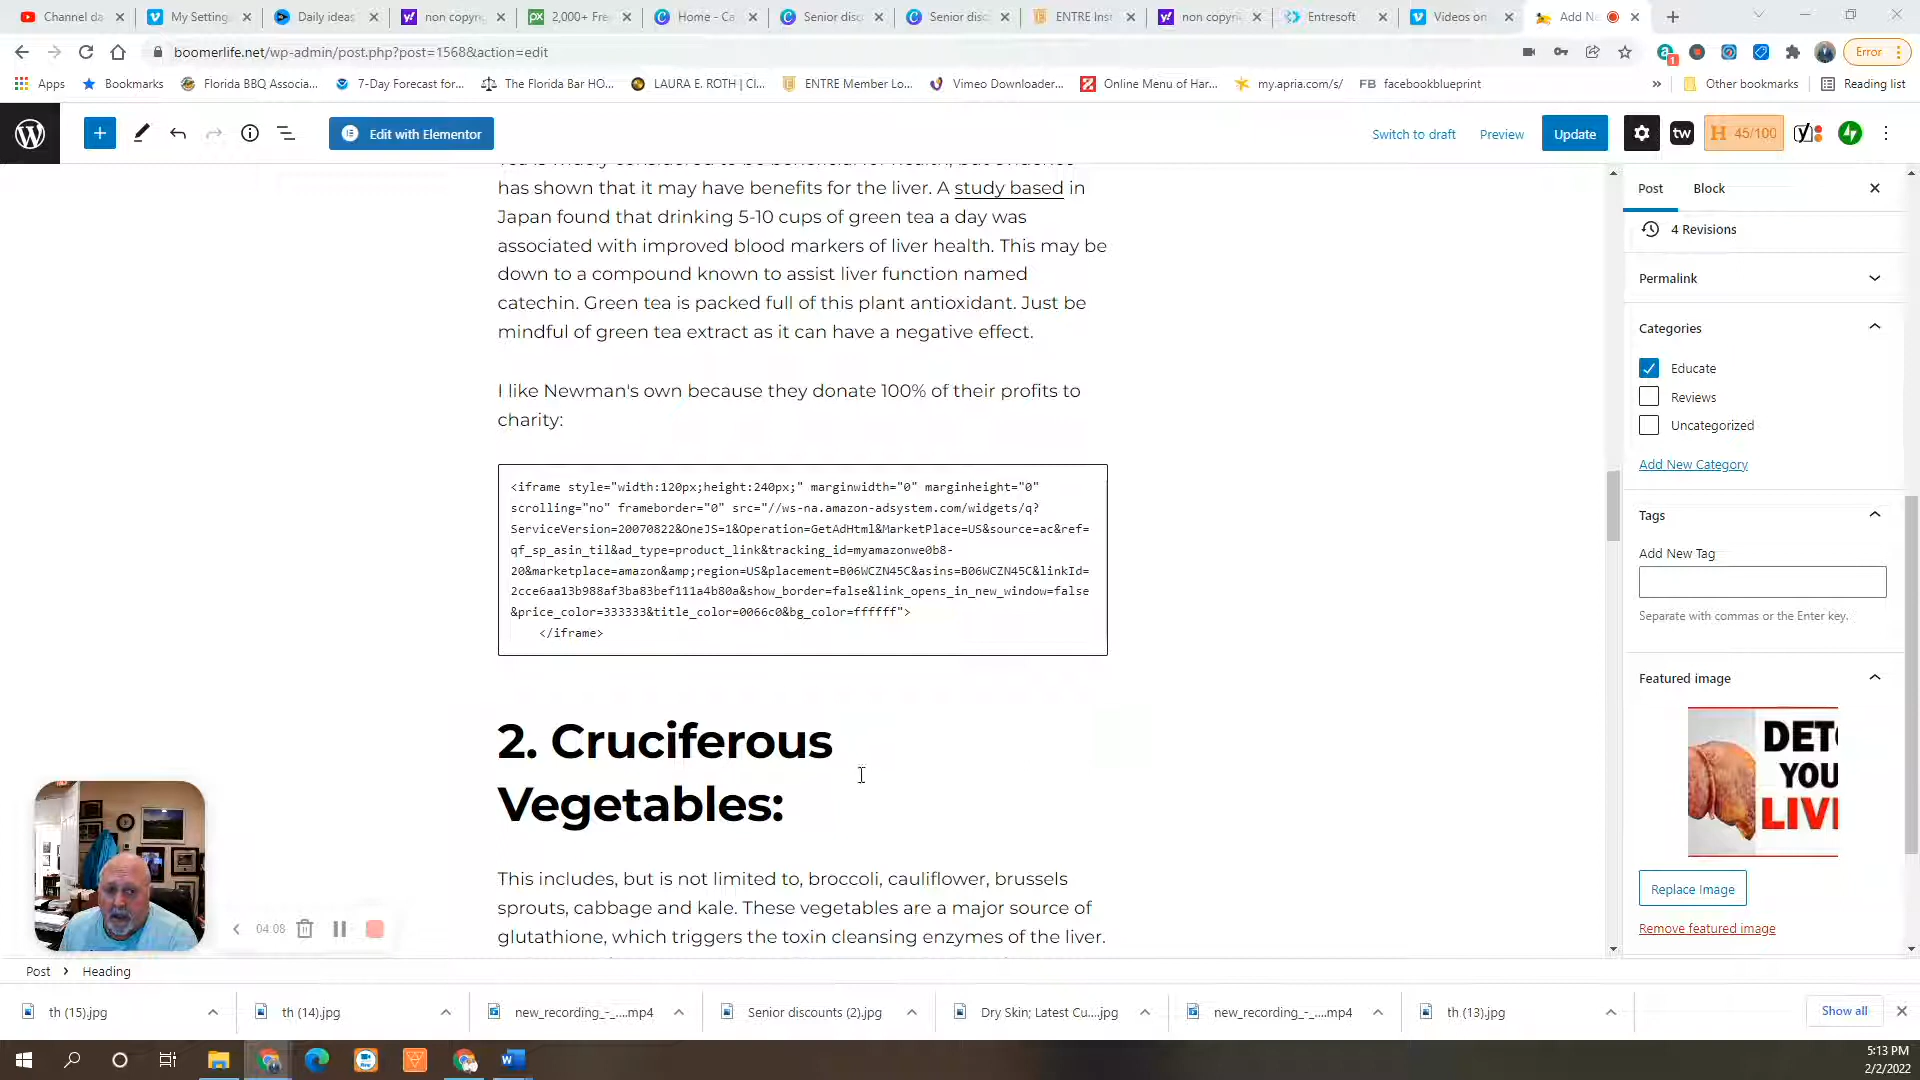 Channel da
My Setting
Daily ideas
non copyri
2,000+ Fre
Home - Ca
Senior disc
Senior disc
ENTRE Inst
non copyri
Entresoft
Videos on
Add Ne
boomerlife.net/wp-admin/post.php?post=1568&action=edit
Error
Apps
Bookmarks
Florida BBQ Associa...
7-Day Forecast for...
The Florida Bar HO...
LAURA E. ROTH | Cl...
ENTRE Member Lo...
Vimeo Downloader...
Online Menu of Har...
my.apria.com/s/
FB facebookblueprint
»
Other bookmarks
Reading list
Edit with Elementor
Switch to draft
Preview
Update
tw
H 45/100
has shown that it may have benefits for the liver. A study based in
Japan found that drinking 5-10 cups of green tea a day was
associated with improved blood markers of liver health. This may be
down to a compound known to assist liver function named
catechin. Green tea is packed full of this plant antioxidant. Just be
mindful of green tea extract as it can have a negative effect.
I like Newman's own because they donate 100% of their profits to
charity:
<iframe style="width:120px;height:240px;" marginwidth="0" marginheight="0"
scrolling="no" frameborder="0" src="//ws-na.amazon-adsystem.com/widgets/q?
ServiceVersion=20070822&OneJS=1&Operation=GetAdHtml&MarketPlace=US&source=ac&ref=
qf_sp_asin_til&ad_type=product_link&tracking_id=myamazonwe0b8-
20&marketplace=amazon&amp;region=US&placement=B06WCZN45C&asins=B06WCZN45C&linkId=
2cce6aa13b988af3ba83bef111a4b80a&show_border=false&link_opens_in_new_window=false
&price_color=333333&title_color=0066c0&bg_color=ffffff">
</iframe>
2. Cruciferous
Vegetables:
This includes, but is not limited to, broccoli, cauliflower, brussels
sprouts, cabbage and kale. These vegetables are a major source of
glutathione, which triggers the toxin cleansing enzymes of the liver.
Post
Block
4 Revisions
Permalink
Categories
Educate
Reviews
Uncategorized
Add New Category
Tags
Add New Tag
Separate with commas or the Enter key.
Featured image
DET
YOU
LIV
Replace Image
Remove featured image
04:08
Post
Heading
th (15).jpg
th (14).jpg
new_recording_-_....mp4
Senior discounts (2).jpg
Dry Skin; Latest Cu....jpg
new_recording_-_....mp4
th (13).jpg
Show all
5:13 PM
2/2/2022